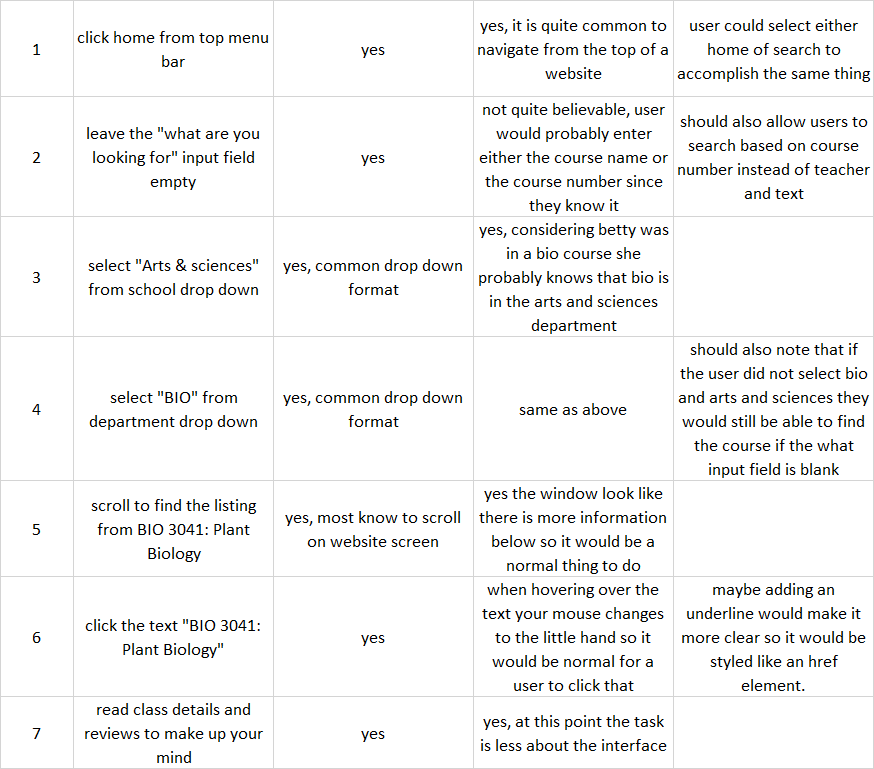 1
click home from top menu
bar
yes
yes, it is quite common to
navigate from the top of a
website
user could select either
home of search to
accomplish the same thing
2
leave the "what are you
looking for" input field
empty
yes
not quite believable, user
would probably enter
either the course name or
the course number since
they know it
should also allow users to
search based on course
number instead of teacher
and text
3
select "Arts & sciences"
from school drop down
yes, common drop down
format
yes, considering betty was
in a bio course she
probably knows that bio is
in the arts and sciences
department
4
select "BIO" from
department drop down
yes, common drop down
format
same as above
should also note that if
the user did not select bio
and arts and sciences they
would still be able to find
the course if the what
input field is blank
5
scroll to find the listing
from BIO 3041: Plant
Biology
yes, most know to scroll
on website screen
yes the window look like
there is more information
below so it would be a
normal thing to do
6
click the text "BIO 3041:
Plant Biology"
yes
when hovering over the
text your mouse changes
to the little hand so it
would be normal for a
user to click that
maybe adding an
underline would make it
more clear so it would be
styled like an href
element.
7
read class details and
reviews to make up your
mind
yes
yes, at this point the task
is less about the interface